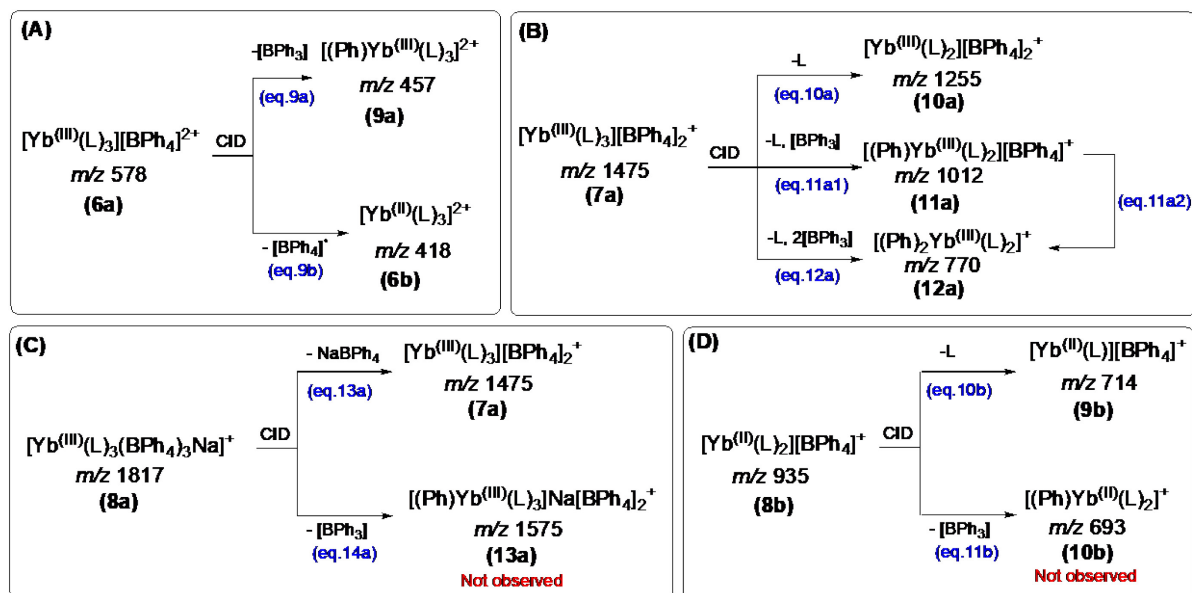 (A)
-[BPh₃]
[(Ph)Yb⁽ᴵᴵᴵ⁾(L)₃]²⁺
(eq.9a)
m/z 457
(9a)
[Yb⁽ᴵᴵᴵ⁾(L)₃][BPh₄]²⁺
CID
m/z 578
(6a)
[Yb⁽ᴵᴵ⁾(L)₃]²⁺
- [BPh₄]•
(eq.9b)
m/z 418
(6b)
(B)
-L
[Yb⁽ᴵᴵᴵ⁾(L)₂][BPh₄]₂⁺
(eq.10a)
m/z 1255
(10a)
[Yb⁽ᴵᴵᴵ⁾(L)₃][BPh₄]₂⁺
CID
m/z 1475
(7a)
-L, [BPh₃]
[(Ph)Yb⁽ᴵᴵᴵ⁾(L)₂][BPh₄]⁺
(eq.11a1)
m/z 1012
(11a)
(eq.11a2)
-L, 2[BPh₃]
[(Ph)₂Yb⁽ᴵᴵᴵ⁾(L)₂]⁺
(eq.12a)
m/z 770
(12a)
(C)
- NaBPh₄
[Yb⁽ᴵᴵᴵ⁾(L)₃][BPh₄]₂⁺
(eq.13a)
m/z 1475
(7a)
[Yb⁽ᴵᴵᴵ⁾(L)₃(BPh₄)₃Na]⁺
CID
m/z 1817
(8a)
[(Ph)Yb⁽ᴵᴵᴵ⁾(L)₃]Na[BPh₄]₂⁺
- [BPh₃]
(eq.14a)
m/z 1575
(13a)
Not observed
(D)
-L
[Yb⁽ᴵᴵ⁾(L)][BPh₄]⁺
(eq.10b)
m/z 714
(9b)
[Yb⁽ᴵᴵ⁾(L)₂][BPh₄]⁺
CID
m/z 935
(8b)
[(Ph)Yb⁽ᴵᴵ⁾(L)₂]⁺
- [BPh₃]
(eq.11b)
m/z 693
(10b)
Not observed